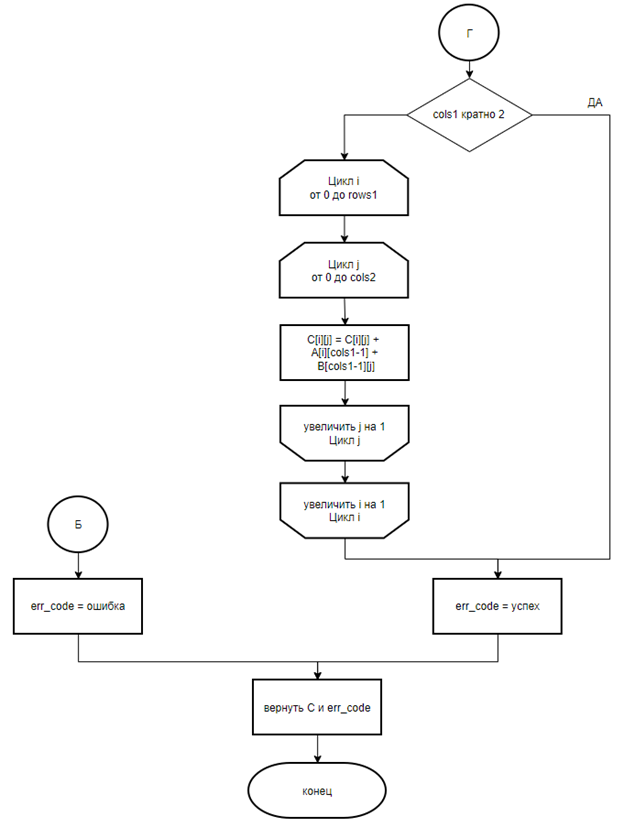 Г
cols1 кратно 2
ДА
Цикл i
от 0 до rows1
Цикл j
от 0 до cols2
C[i][j] = C[i][j] +
A[i][cols1-1] +
B[cols1-1][j]
увеличить j на 1
Цикл j
увеличить i на 1
Цикл i
Б
err_code = ошибка
err_code = успех
вернуть C и err_code
конец